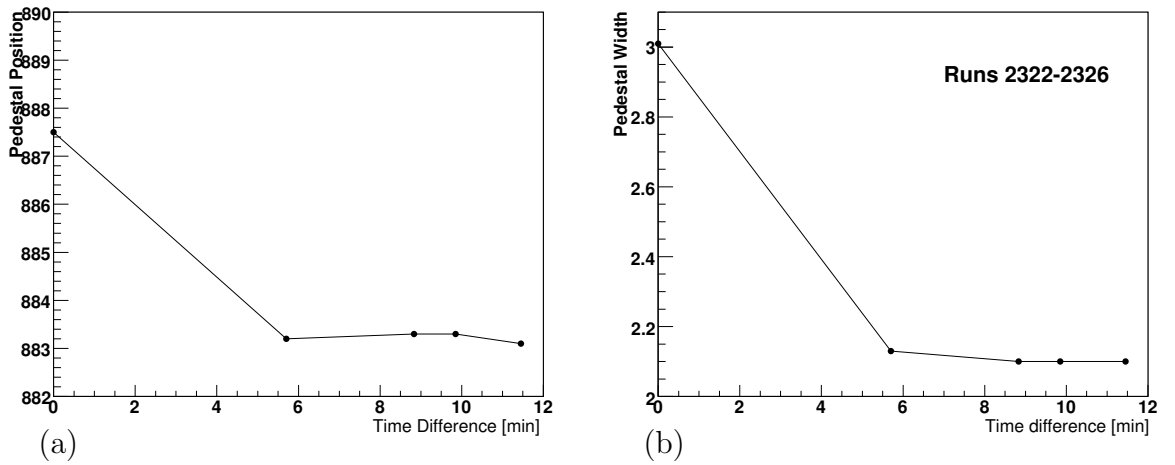 Pedestal Position
890
889
888
887
886
885
884
883
882
0 2 4 6 8 10 12
Time Difference [min]
(a)
Pedestal Width
3
2.8
2.6
2.4
2.2
2
Runs 2322-2326
0 2 4 6 8 10 12
Time difference [min]
(b)